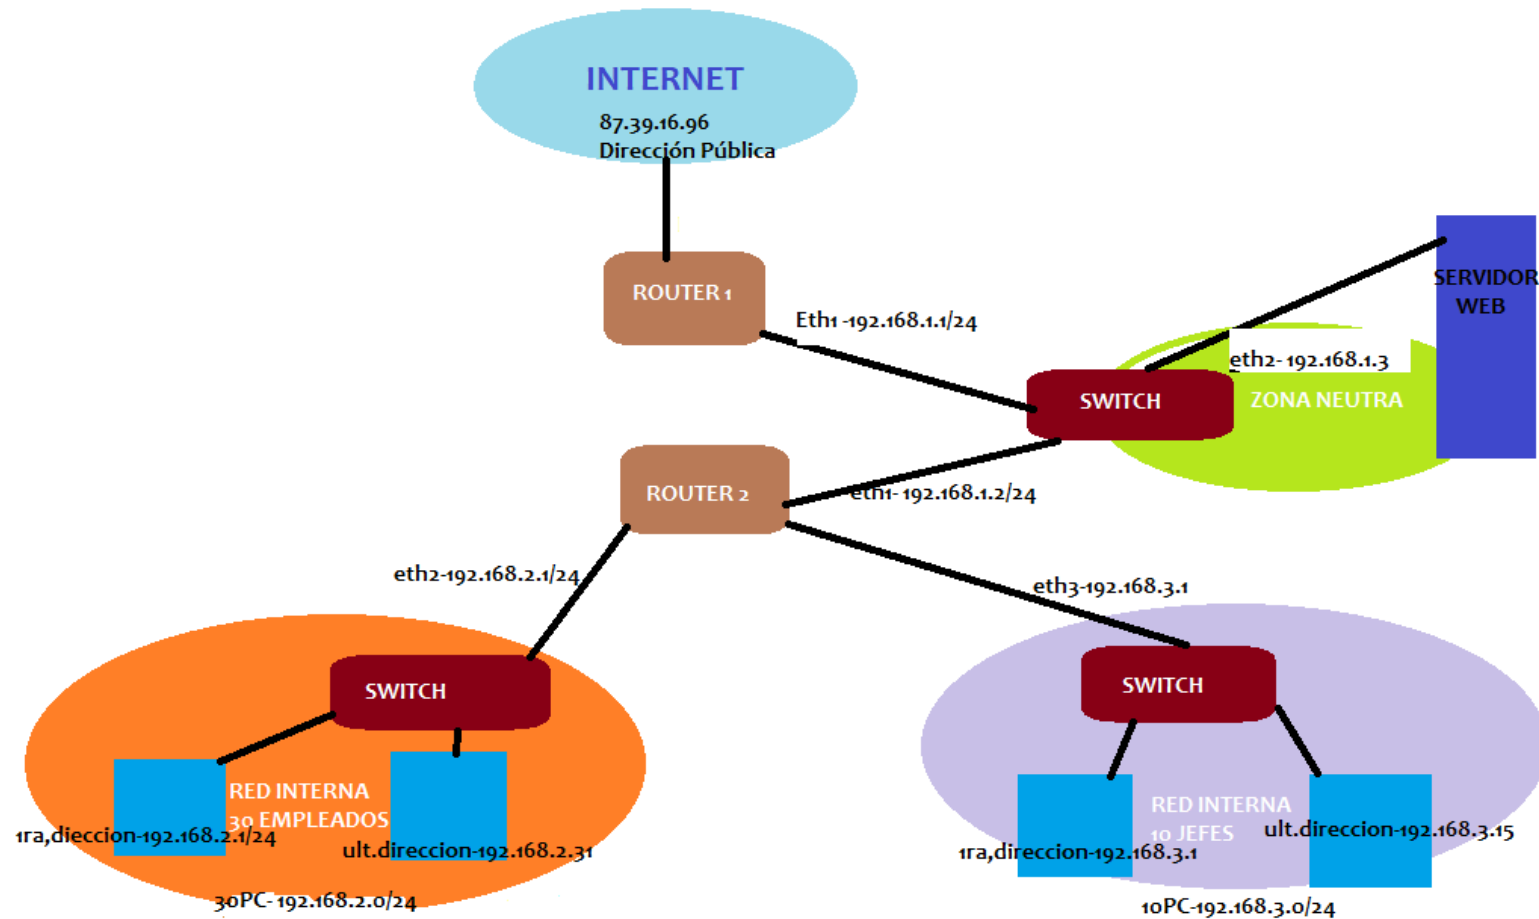 INTERNET
87.39.16.96
Dirección Pública
ROUTER 1
Eth1 -192.168.1.1/24
SERVIDOR
WEB
eth2- 192.168.1.3
SWITCH
ZONA NEUTRA
ROUTER 2
eth1- 192.168.1.2/24
eth2-192.168.2.1/24
eth3-192.168.3.1
SWITCH
SWITCH
RED INTERNA
30 EMPLEADOS
1ra,dieccion-192.168.2.1/24
ult.direccion-192.168.2.31
30PC- 192.168.2.0/24
RED INTERNA
10 JEFES
ult.direccion-192.168.3.15
1ra,direccion-192.168.3.1
10PC-192.168.3.0/24